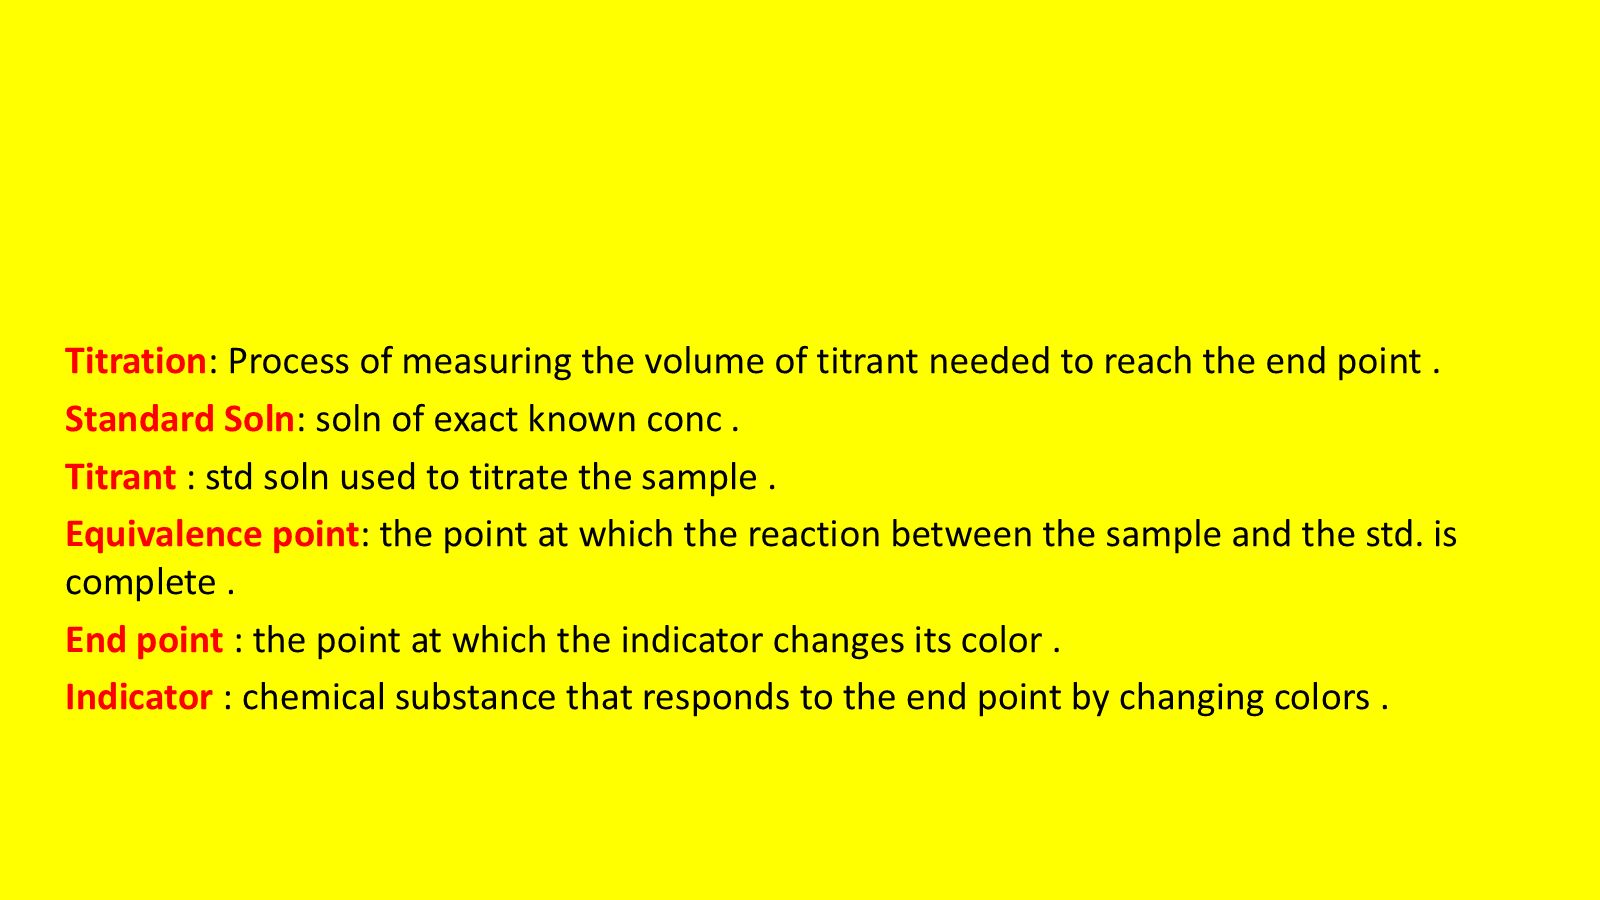 Titration: Process of measuring the volume of titrant needed to reach the end point .
Standard Soln: soln of exact known conc .
Titrant : std soln used to titrate the sample .
Equivalence point: the point at which the reaction between the sample and the std. is
complete .
End point : the point at which the indicator changes its color .
Indicator : chemical substance that responds to the end point by changing colors .